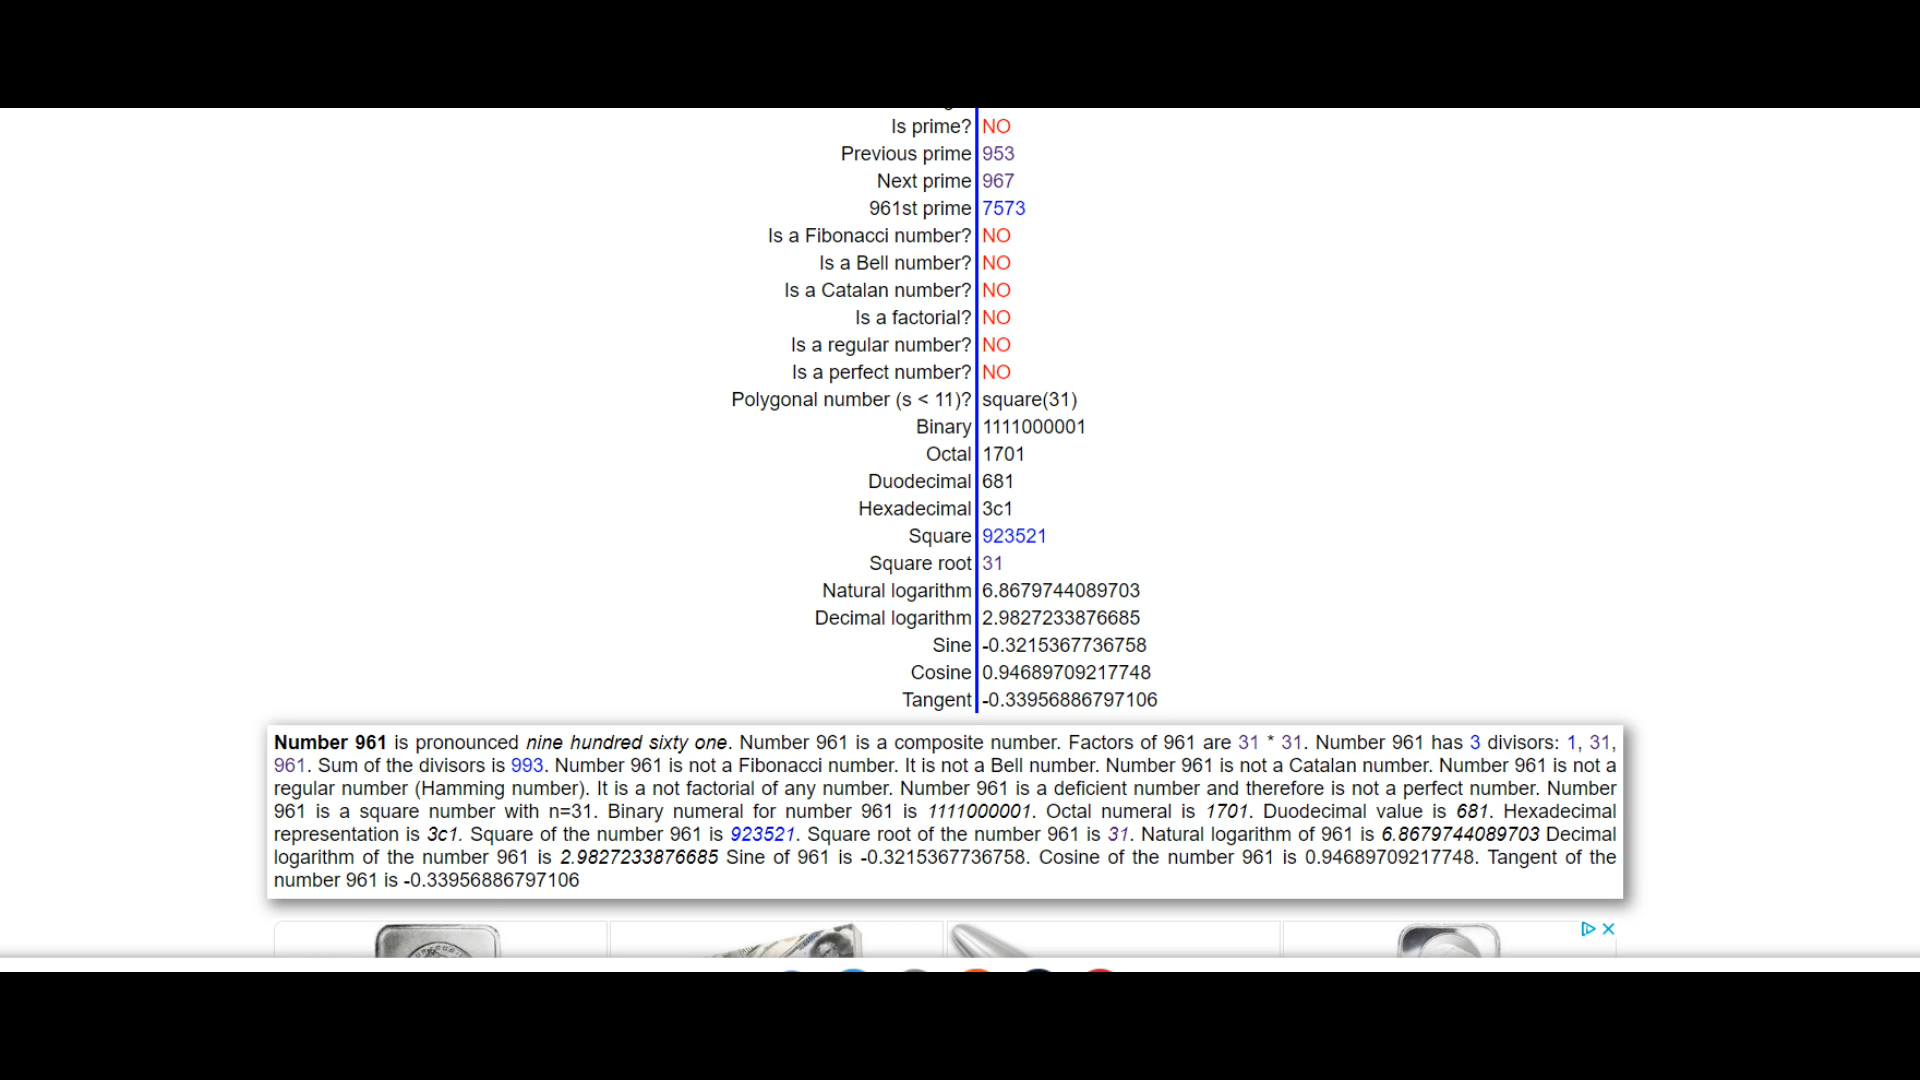 Is prime? NO
Previous prime 953
Next prime 967
961st prime 7573
Is a Fibonacci number? NO
Is a Bell number? NO
Is a Catalan number? NO
Is a factorial? NO
Is a regular number? NO
Is a perfect number? NO
Polygonal number (s < 11)? square(31)
Binary 1111000001
Octal 1701
Duodecimal 681
Hexadecimal 3c1
Square 923521
Square root 31
Natural logarithm 6.8679744089703
Decimal logarithm 2.9827233876685
Sine -0.3215367736758
Cosine 0.94689709217748
Tangent -0.33956886797106
Number 961 is pronounced nine hundred sixty one. Number 961 is a composite number. Factors of 961 are 31 * 31. Number 961 has 3 divisors: 1, 31,
961. Sum of the divisors is 993. Number 961 is not a Fibonacci number. It is not a Bell number. Number 961 is not a Catalan number. Number 961 is not a
regular number (Hamming number). It is a not factorial of any number. Number 961 is a deficient number and therefore is not a perfect number. Number
961 is a square number with n=31. Binary numeral for number 961 is 1111000001. Octal numeral is 1701. Duodecimal value is 681. Hexadecimal
representation is 3c1. Square of the number 961 is 923521. Square root of the number 961 is 31. Natural logarithm of 961 is 6.8679744089703 Decimal
logarithm of the number 961 is 2.9827233876685 Sine of 961 is -0.3215367736758. Cosine of the number 961 is 0.94689709217748. Tangent of the
number 961 is -0.33956886797106